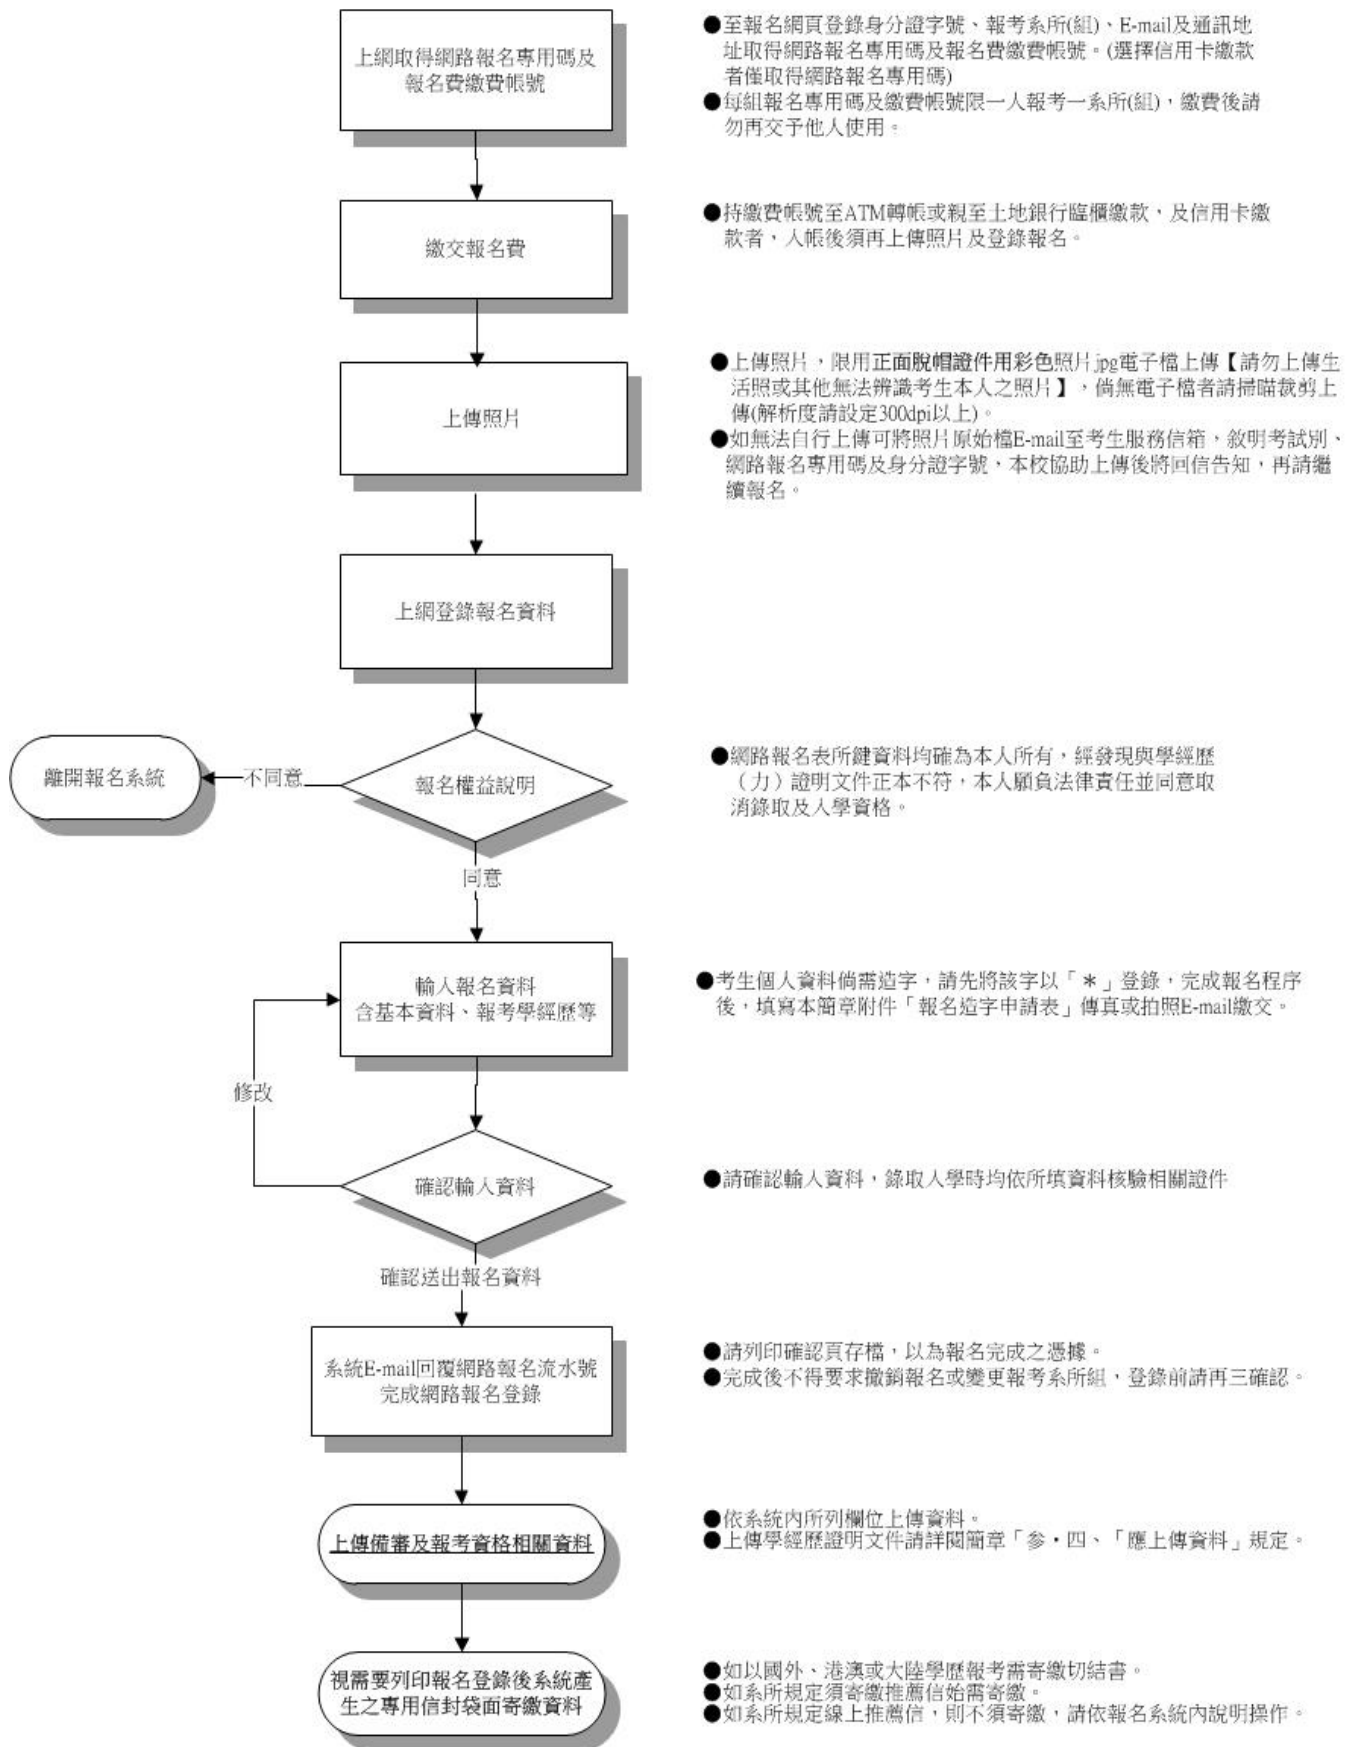 上網取得網路報名專用碼及
報名費繳費帳號
●至報名網頁登錄身分證字號、報考系所(組)、E-mail及通訊地
址取得網路報名專用碼及報名費繳費帳號。(選擇信用卡繳款
者僅取得網路報名專用碼)
●每組報名專用碼及繳費帳號限一人報考一系所(組)，繳費後請
勿再交予他人使用。
繳交報名費
●持繳費帳號至ATM轉帳或親至土地銀行臨櫃繳款，及信用卡繳
款者，入帳後須再上傳照片及登錄報名。
上傳照片
●上傳照片，限用正面脫帽證件用彩色照片jpg電子檔上傳【請勿上傳生
活照或其他無法辨識考生本人之照片】，倘無電子檔者請掃瞄裁剪上
傳(解析度請設定300dpi以上)。
●如無法自行上傳可將照片原始檔E-mail至考生服務信箱，敘明考試別、
網路報名專用碼及身分證字號，本校協助上傳後將回信告知，再請繼
續報名。
上網登錄報名資料
報名權益說明
不同意
離開報名系統
●網路報名表所鍵資料均確為本人所有，經發現與學經歷
（力）證明文件正本不符，本人願負法律責任並同意取
消錄取及入學資格。
同意
輸入報名資料
含基本資料、報考學經歷等
●考生個人資料倘需造字，請先將該字以「＊」登錄，完成報名程序
後，填寫本簡章附件「報名造字申請表」傳真或拍照E-mail繳交。
修改
確認輸入資料
●請確認輸入資料，錄取入學時均依所填資料核驗相關證件
確認送出報名資料
系統E-mail回覆網路報名流水號
完成網路報名登錄
●請列印確認頁存檔，以為報名完成之憑據。
●完成後不得要求撤銷報名或變更報考系所組，登錄前請再三確認。
上傳備審及報考資格相關資料
●依系統內所列欄位上傳資料。
●上傳學經歷證明文件請詳閱簡章「參・四、「應上傳資料」規定。
視需要列印報名登錄後系統產
生之專用信封袋面寄繳資料
●如以國外、港澳或大陸學歷報考需寄繳切結書。
●如系所規定須寄繳推薦信始需寄繳。
●如系所規定線上推薦信，則不須寄繳，請依報名系統內說明操作。